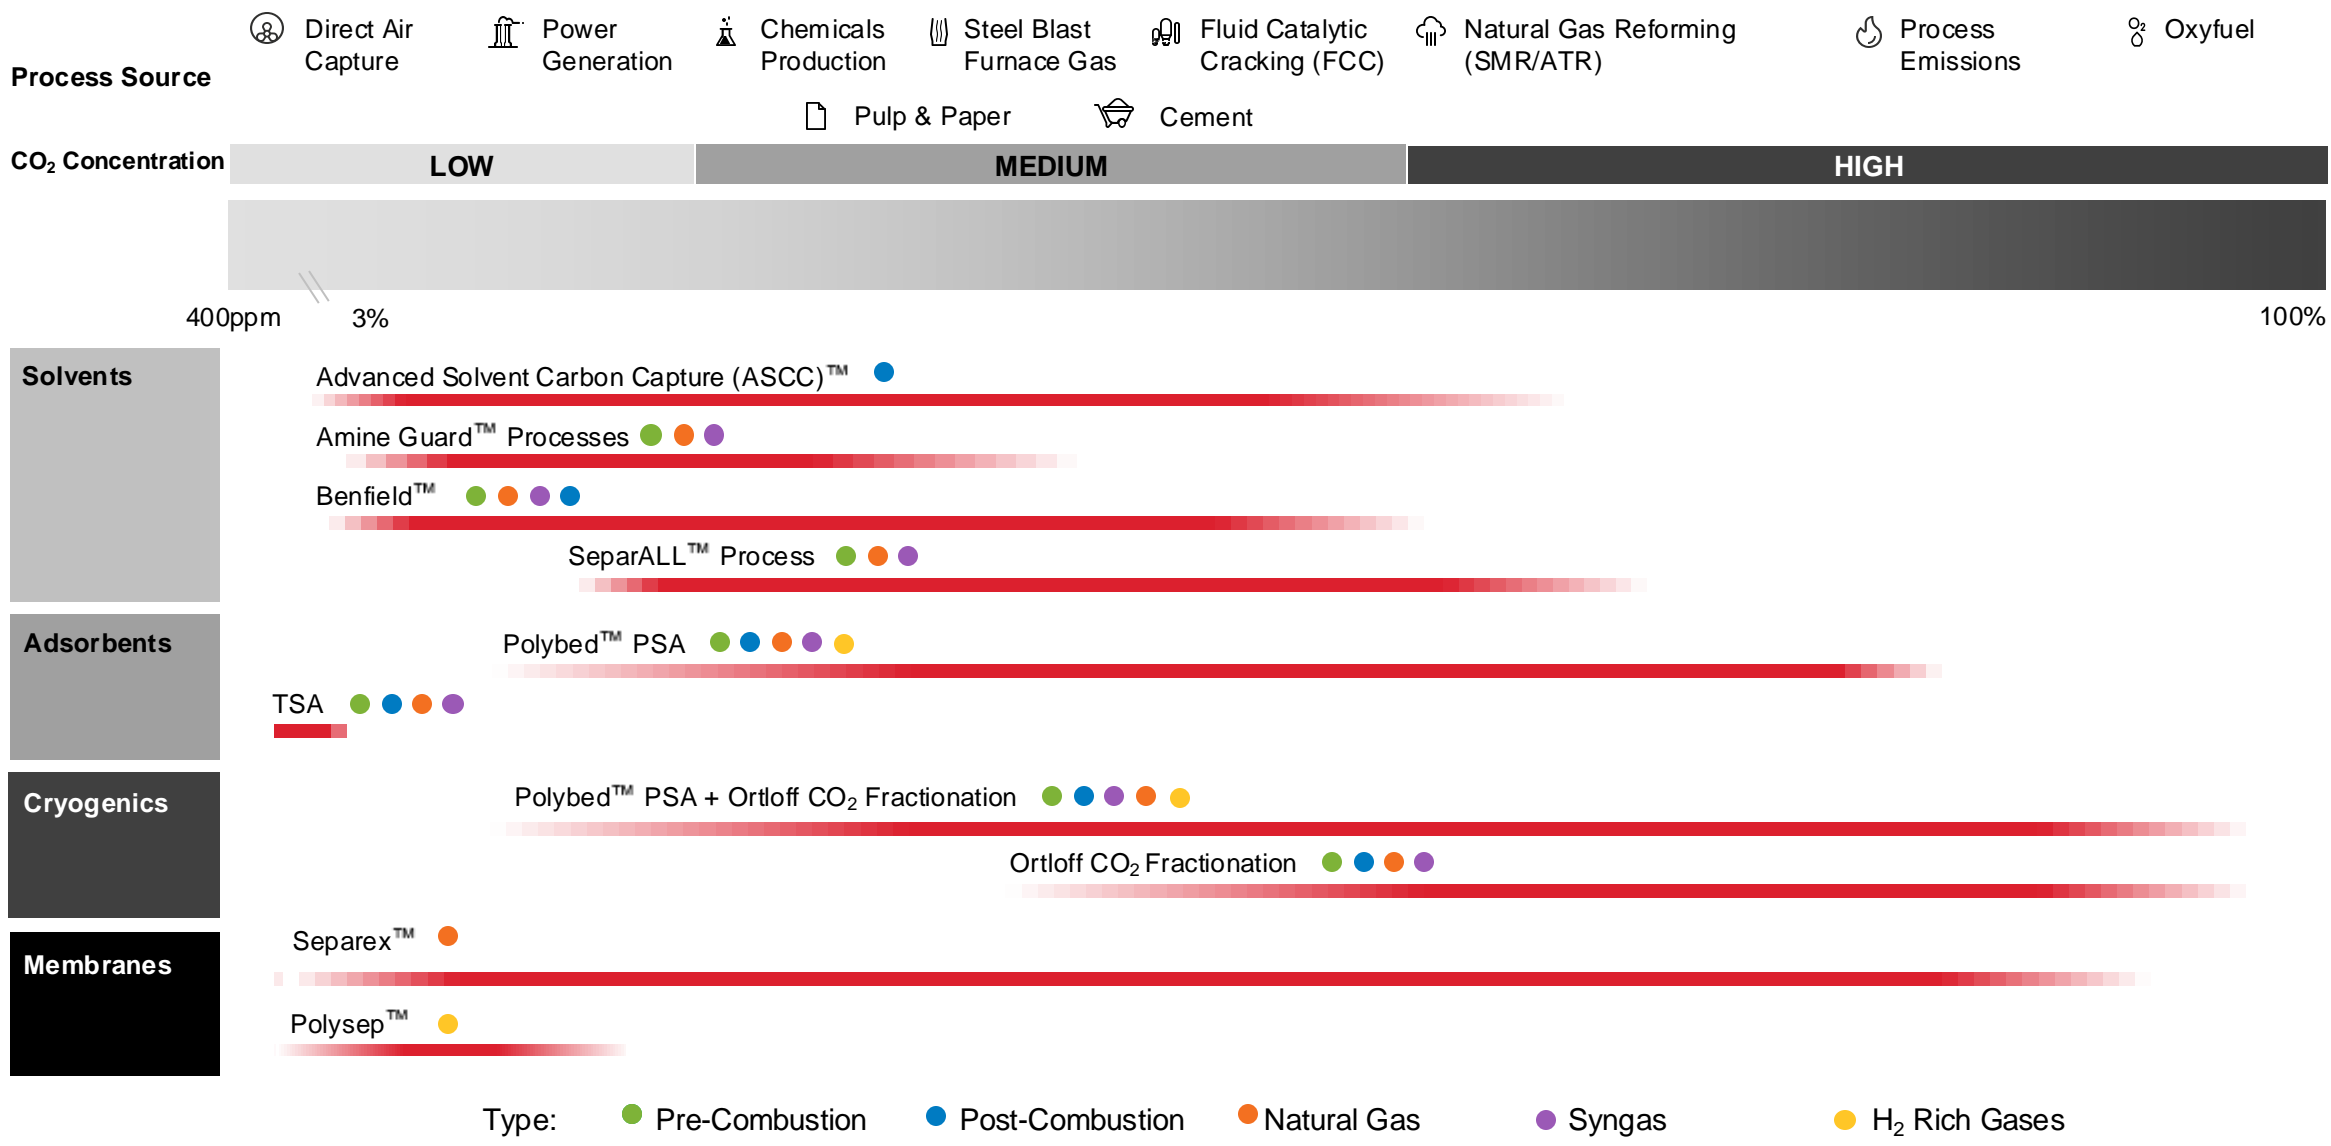 Process Source
Direct Air
Capture
Power
Generation
Chemicals
Production
Steel Blast
Furnace Gas
Fluid Catalytic
Cracking (FCC)
Natural Gas Reforming
(SMR/ATR)
Process
Emissions
O₂
Oxyfuel
Pulp & Paper
Cement
CO₂ Concentration
LOW
MEDIUM
HIGH
400ppm
3%
100%
Solvents
Advanced Solvent Carbon Capture (ASCC)™
Amine Guard™ Processes
Benfield™
SeparALL™ Process
Adsorbents
Polybed™ PSA
TSA
Cryogenics
Polybed™ PSA + Ortloff CO₂ Fractionation
Ortloff CO₂ Fractionation
Membranes
Separex™
Polysep™
Type: Pre-Combustion Post-Combustion Natural Gas Syngas H₂ Rich Gases